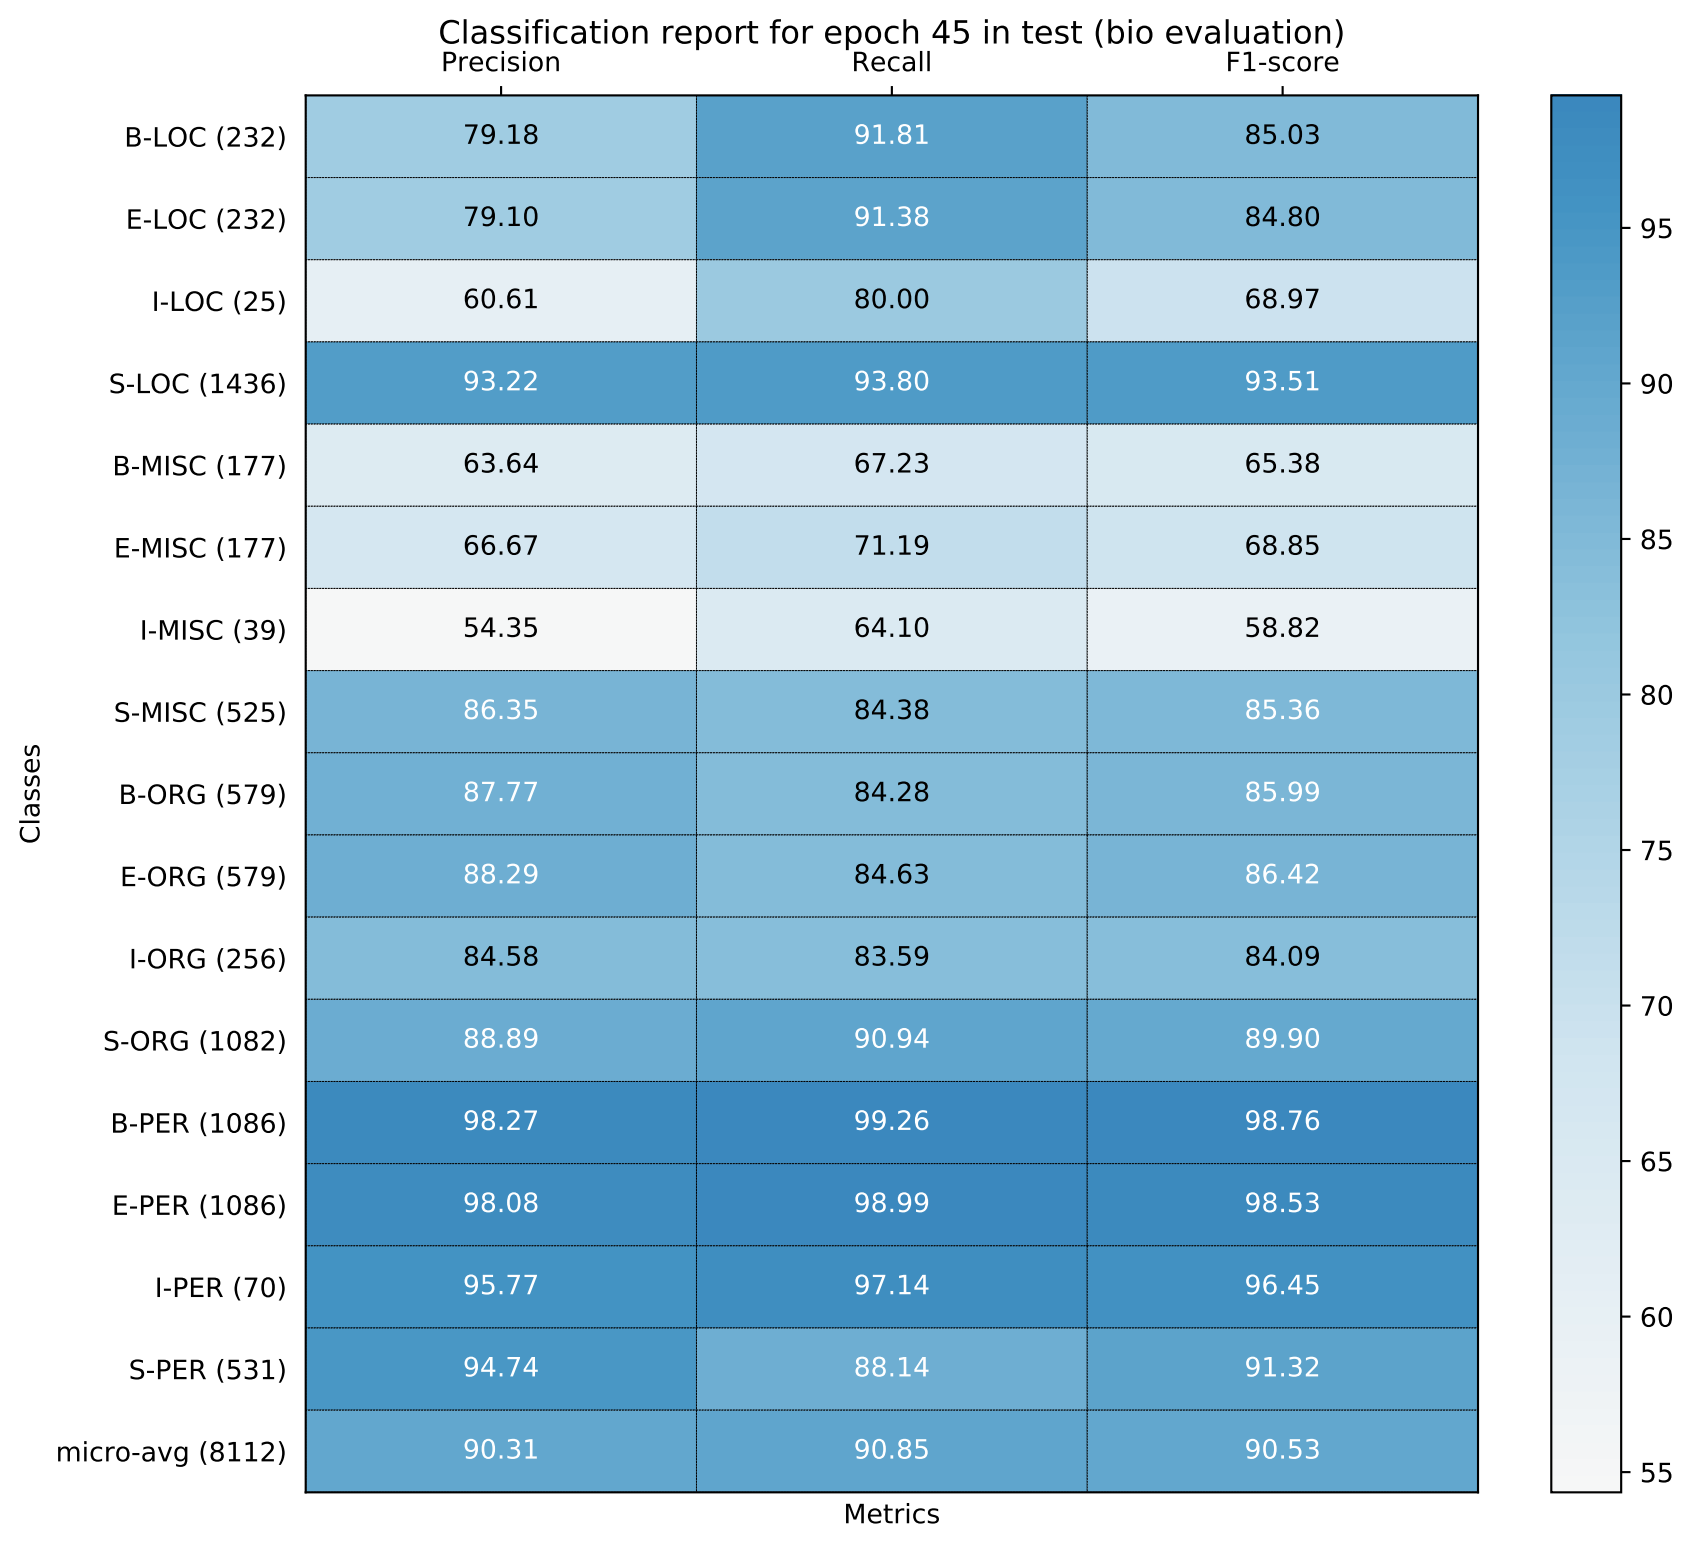 Classification report for epoch 45 in test (bio evaluation)
Precision Recall F1-score
B-LOC (232) 79.18 91.81 85.03
E-LOC (232) 79.10 91.38 84.80
I-LOC (25) 60.61 80.00 68.97
S-LOC (1436) 93.22 93.80 93.51
B-MISC (177) 63.64 67.23 65.38
E-MISC (177) 66.67 71.19 68.85
I-MISC (39) 54.35 64.10 58.82
S-MISC (525) 86.35 84.38 85.36
B-ORG (579) 87.77 84.28 85.99
E-ORG (579) 88.29 84.63 86.42
I-ORG (256) 84.58 83.59 84.09
S-ORG (1082) 88.89 90.94 89.90
B-PER (1086) 98.27 99.26 98.76
E-PER (1086) 98.08 98.99 98.53
I-PER (70) 95.77 97.14 96.45
S-PER (531) 94.74 88.14 91.32
micro-avg (8112) 90.31 90.85 90.53
Classes
Metrics
95
90
85
80
75
70
65
60
55